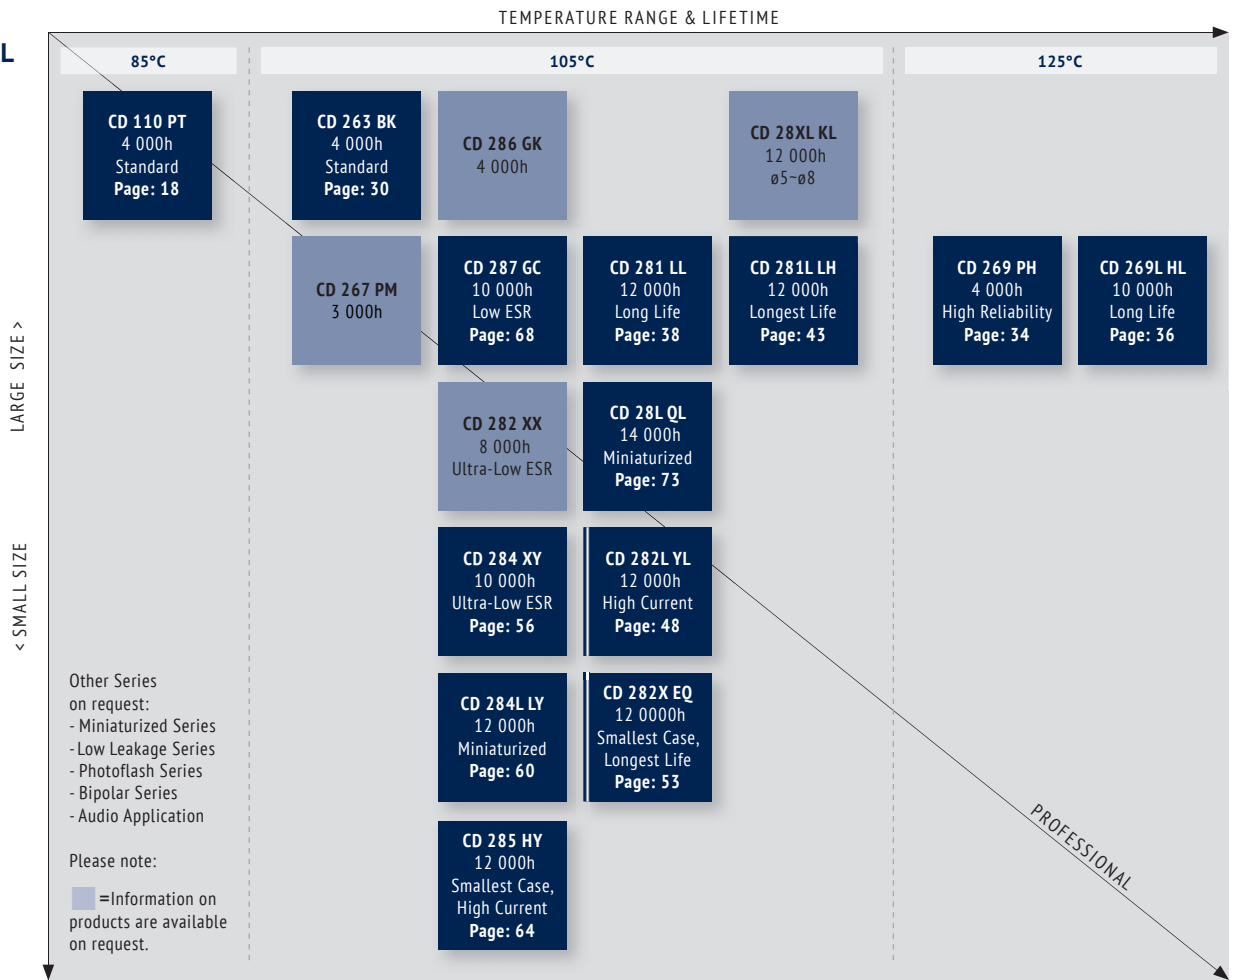 TEMPERATURE RANGE & LIFETIME
L
85°C
105°C
125°C
CD 110 PT
4 000h
Standard
Page: 18
CD 263 BK
4 000h
Standard
Page: 30
CD 286 GK
4 000h
CD 28XL KL
12 000h
ø5~ø8
CD 267 PM
3 000h
CD 287 GC
10 000h
Low ESR
Page: 68
CD 281 LL
12 000h
Long Life
Page: 38
CD 281L LH
12 000h
Longest Life
Page: 43
CD 269 PH
4 000h
High Reliability
Page: 34
CD 269L HL
10 000h
Long Life
Page: 36
LARGE SIZE >
CD 282 XX
8 000h
Ultra-Low ESR
CD 28L QL
14 000h
Miniaturized
Page: 73
< SMALL SIZE
CD 284 XY
10 000h
Ultra-Low ESR
Page: 56
CD 282L YL
12 000h
High Current
Page: 48
CD 284L LY
12 000h
Miniaturized
Page: 60
CD 282X EQ
12 0000h
Smallest Case,
Longest Life
Page: 53
CD 285 HY
12 000h
Smallest Case,
High Current
Page: 64
Other Series
on request:
- Miniaturized Series
- Low Leakage Series
- Photoflash Series
- Bipolar Series
- Audio Application
Please note:
=Information on
products are available
on request.
PROFESSIONAL